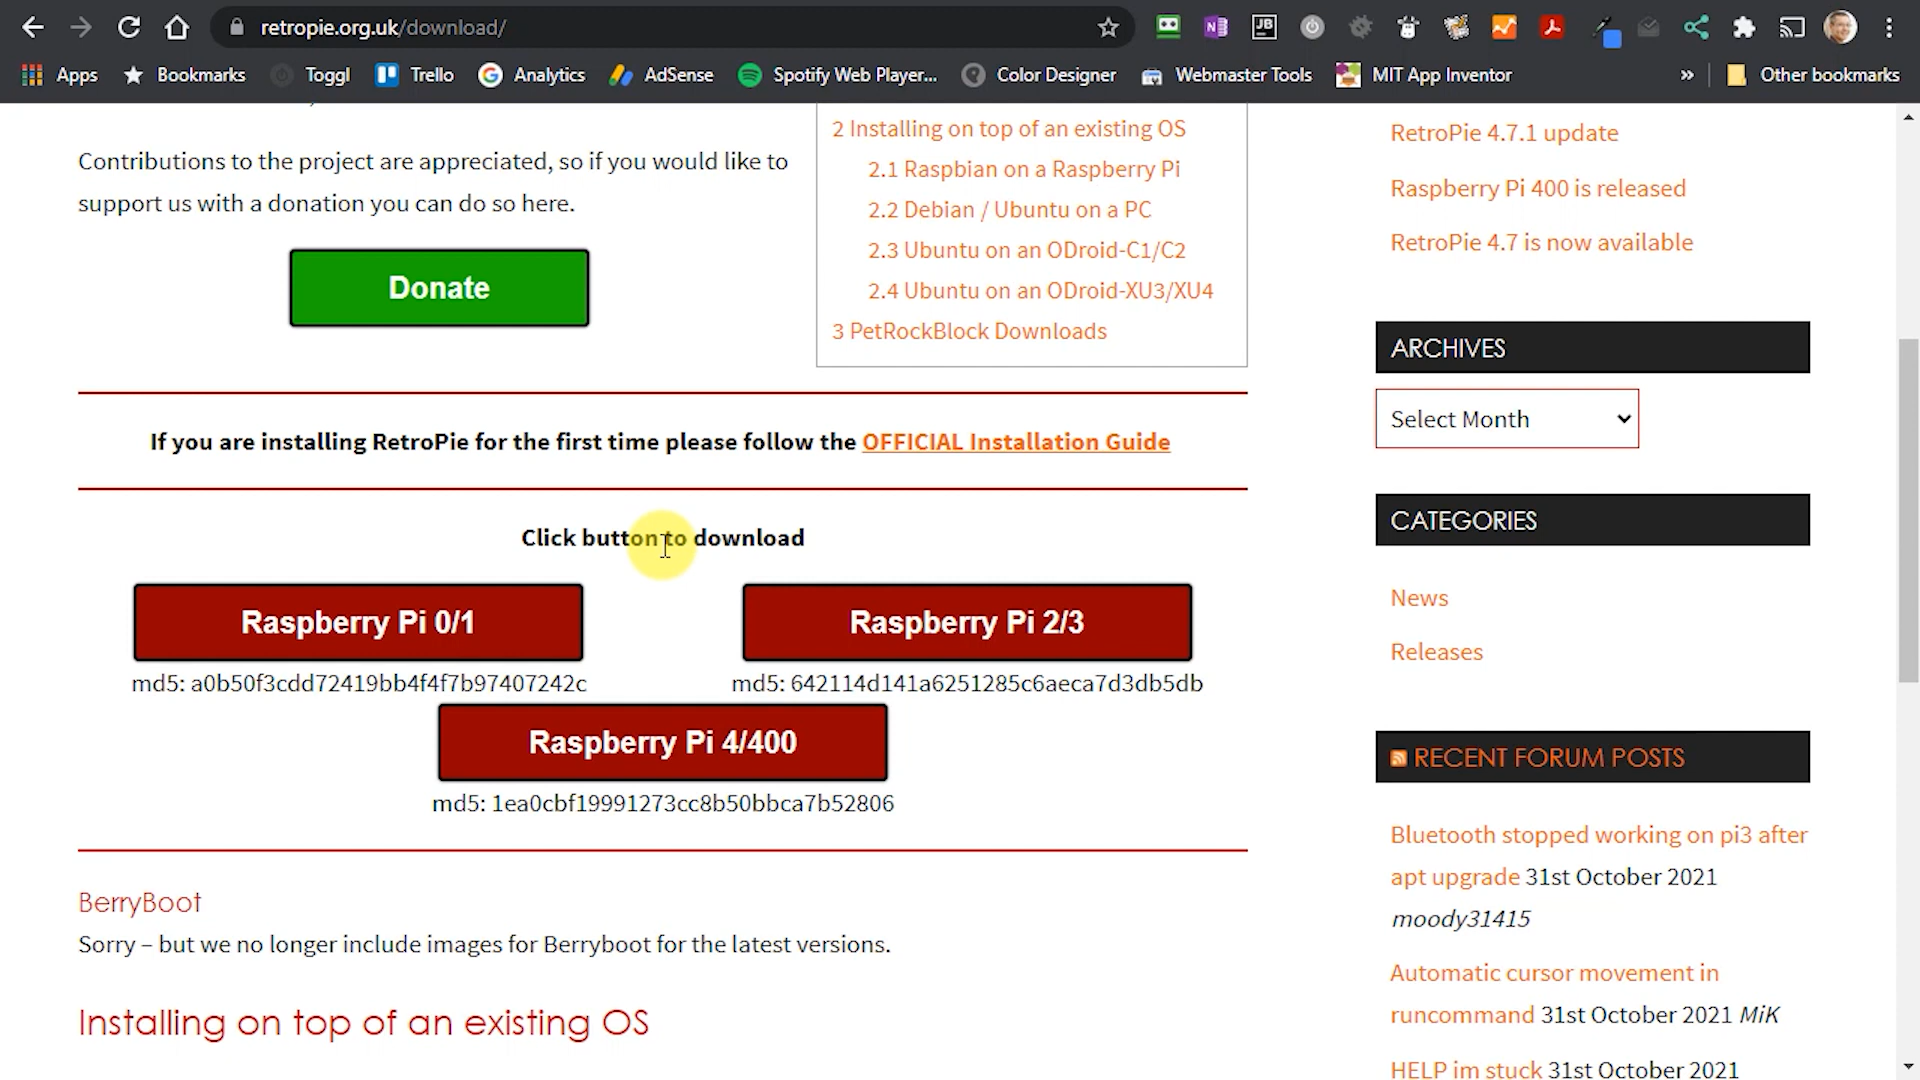 retropie.org.uk/download/
Apps Bookmarks Toggl Trello Analytics AdSense Spotify Web Player... Color Designer Webmaster Tools MIT App Inventor » Other bookmarks
Contributions to the project are appreciated, so if you would like to
support us with a donation you can do so here.
Donate
2 Installing on top of an existing OS
2.1 Raspbian on a Raspberry Pi
2.2 Debian / Ubuntu on a PC
2.3 Ubuntu on an ODroid-C1/C2
2.4 Ubuntu on an ODroid-XU3/XU4
3 PetRockBlock Downloads
If you are installing RetroPie for the first time please follow the OFFICIAL Installation Guide
Click button to download
Raspberry Pi 0/1
md5: a0b50f3cdd72419bb4f4f7b97407242c
Raspberry Pi 2/3
md5: 642114d141a6251285c6aeca7d3db5db
Raspberry Pi 4/400
md5: 1ea0cbf19991273cc8b50bbca7b52806
BerryBoot
Sorry – but we no longer include images for Berryboot for the latest versions.
Installing on top of an existing OS
RetroPie 4.7.1 update
Raspberry Pi 400 is released
RetroPie 4.7 is now available
ARCHIVES
Select Month
CATEGORIES
News
Releases
RECENT FORUM POSTS
Bluetooth stopped working on pi3 after
apt upgrade 31st October 2021
moody31415
Automatic cursor movement in
runcommand 31st October 2021 MiK
HELP im stuck 31st October 2021